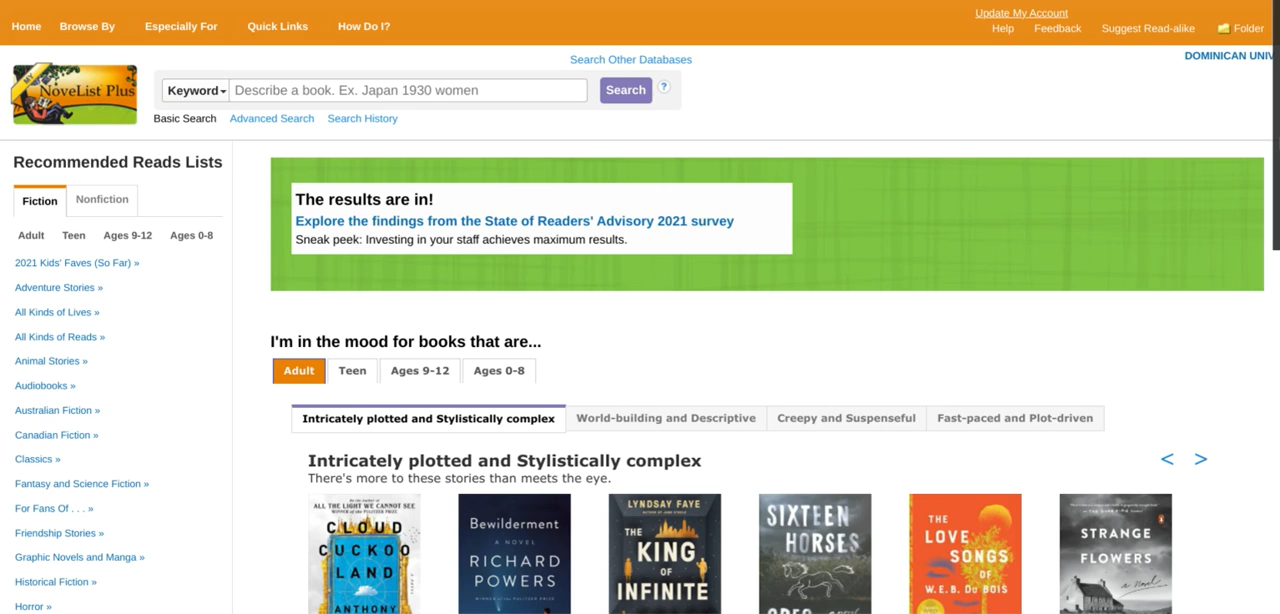 Home Browse By Especially For Quick Links How Do I?
Update My Account
Help Feedback Suggest Read-alike Folder
Search Other Databases
DOMINICAN UNIV
MY
NoveList Plus
Keyword Describe a book. Ex. Japan 1930 women Search ?
Basic Search Advanced Search Search History
Recommended Reads Lists
Fiction Nonfiction
Adult Teen Ages 9-12 Ages 0-8
2021 Kids' Faves (So Far) »
Adventure Stories »
All Kinds of Lives »
All Kinds of Reads »
Animal Stories »
Audiobooks »
Australian Fiction »
Canadian Fiction »
Classics »
Fantasy and Science Fiction »
For Fans Of . . . »
Friendship Stories »
Graphic Novels and Manga »
Historical Fiction »
Horror »
The results are in!
Explore the findings from the State of Readers' Advisory 2021 survey
Sneak peek: Investing in your staff achieves maximum results.
I'm in the mood for books that are...
Adult Teen Ages 9-12 Ages 0-8
Intricately plotted and Stylistically complex World-building and Descriptive Creepy and Suspenseful Fast-paced and Plot-driven
Intricately plotted and Stylistically complex
< >
There's more to these stories than meets the eye.
ALL THE LIGHT WE CANNOT SEE
CLOUD
CUCKOO
LAND
ANTHONY
Bewilderment
A NOVEL
RICHARD
POWERS
LYNDSAY FAYE
THE
KING
OF
INFINITE
SIXTEEN
HORSES
THE
LOVE
SONGS
OF
W.E.B. Du BOIS
STRANGE
FLOWERS
a novel